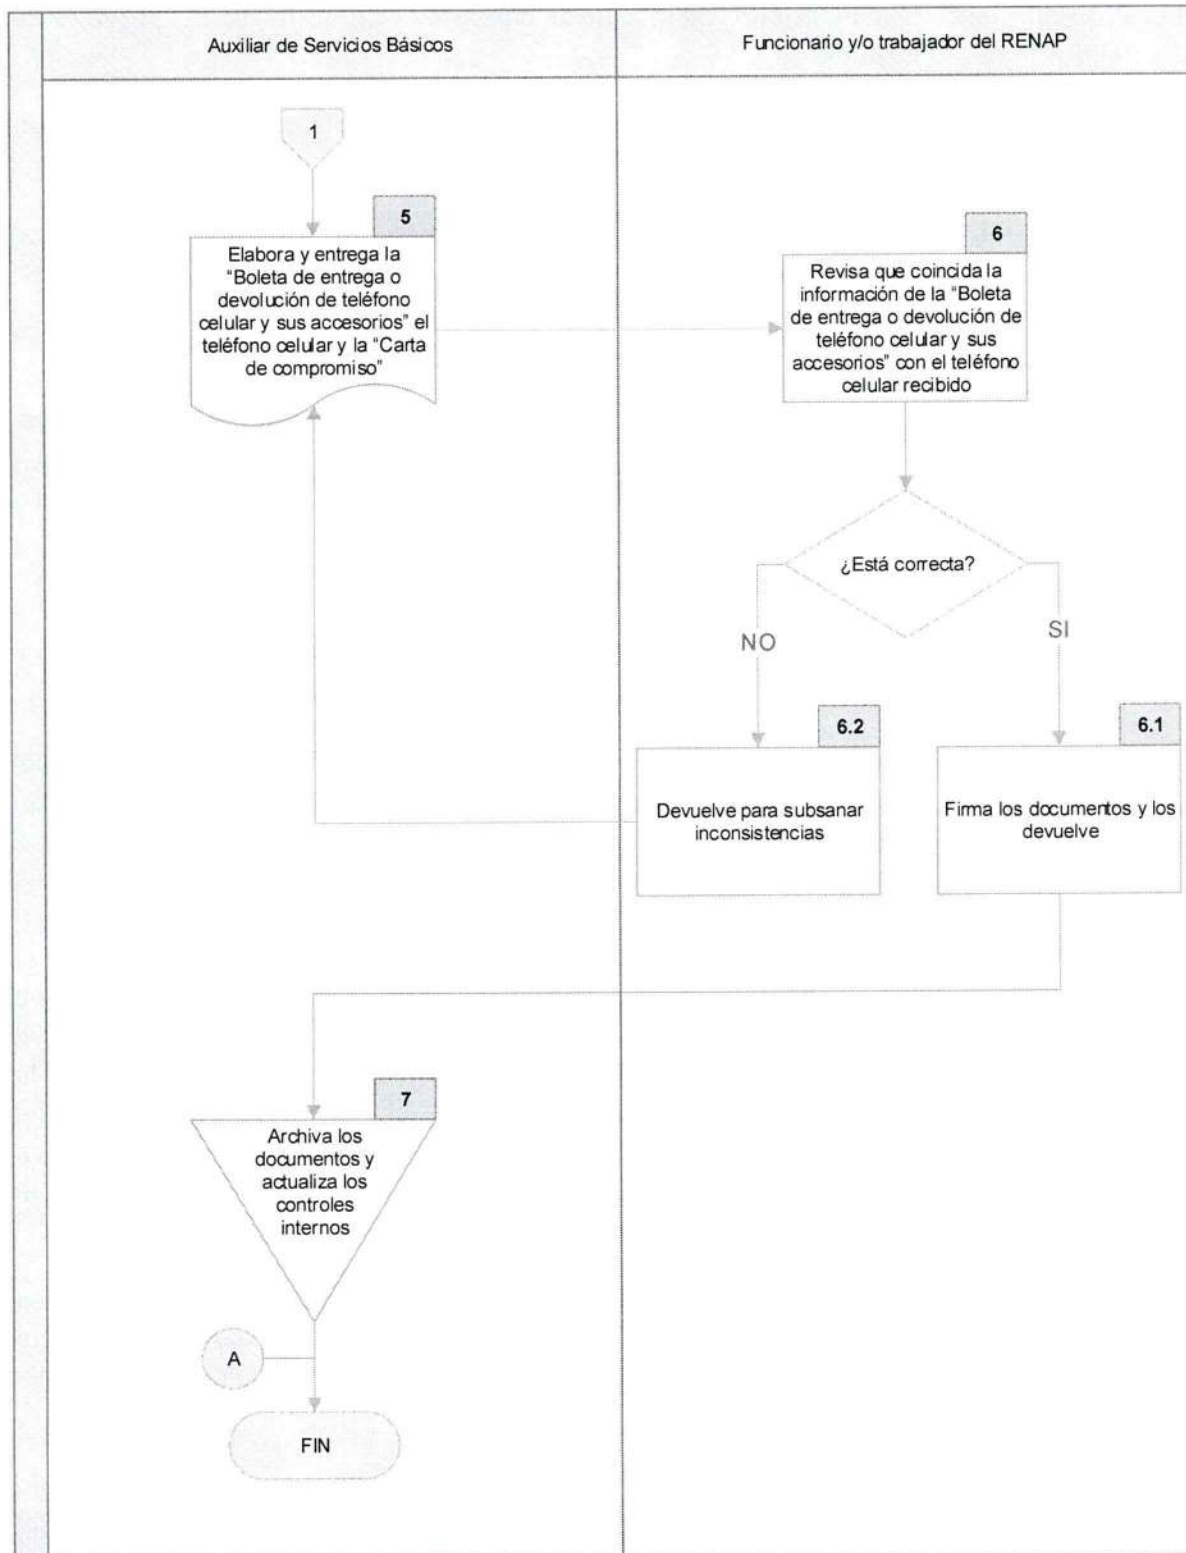 Auxiliar de Servicios Básicos
Funcionario y/o trabajador del RENAP
1
5
Elabora y entrega la
“Boleta de entrega o
devolución de teléfono
celular y sus accesorios” el
teléfono celular y la “Carta
de compromiso”
6
Revisa que coincida la
información de la “Boleta
de entrega o devolución de
teléfono celular y sus
accesorios” con el teléfono
celular recibido
¿Está correcta?
NO
SI
6.2
Devuelve para subsanar
inconsistencias
6.1
Firma los documentos y los
devuelve
7
Archiva los
documentos y
actualiza los
controles
internos
A
FIN